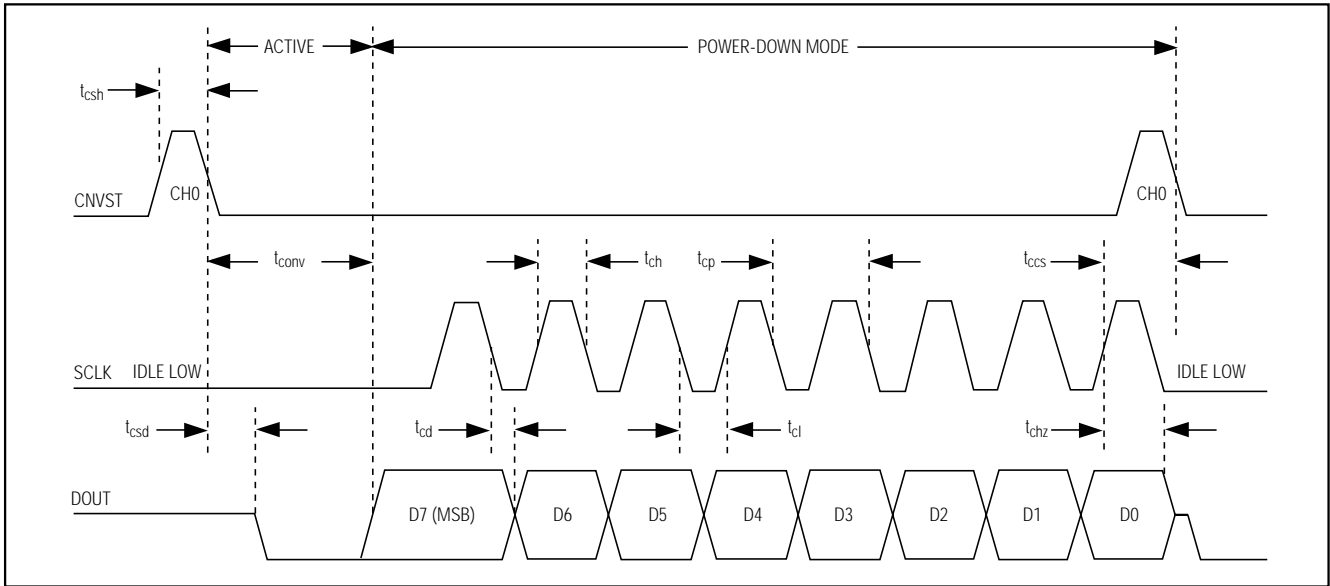 ACTIVE POWER-DOWN MODE
tcsh
CNVST CH0 CH0
tconv tch tcp tccs
SCLK IDLE LOW IDLE LOW
tcsd tcd tcl tchz
DOUT D7 (MSB) D6 D5 D4 D3 D2 D1 D0